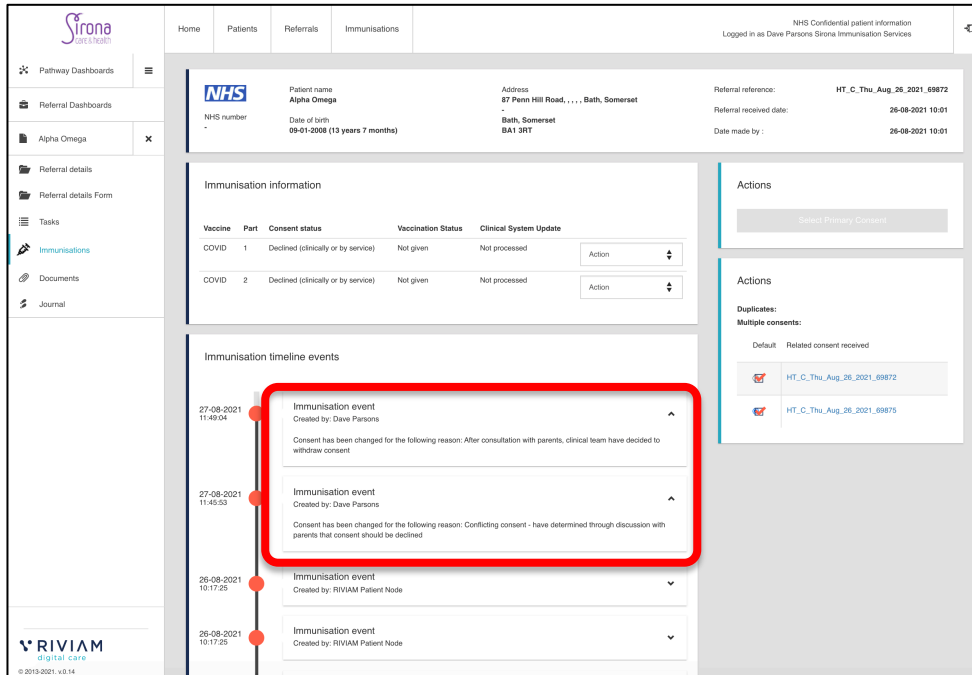 Sirona
care & health
Home Patients Referrals Immunisations
NHS Confidential patient information
Logged in as Dave Parsons Sirona Immunisation Services
Pathway Dashboards
Referral Dashboards
Alpha Omega
Referral details
Referral details Form
Tasks
Immunisations
Documents
Journal
NHS
NHS number
-
Patient name
Alpha Omega
Date of birth
09-01-2008 (13 years 7 months)
Address
87 Penn Hill Road, , , , , Bath, Somerset
-
Bath, Somerset
BA1 3RT
Referral reference: HT_C_Thu_Aug_26_2021_69872
Referral received date: 26-08-2021 10:01
Date made by : 26-08-2021 10:01
Immunisation information
Vaccine Part Consent status Vaccination Status Clinical System Update
COVID 1 Declined (clinically or by service) Not given Not processed Action
COVID 2 Declined (clinically or by service) Not given Not processed Action
Actions
Select Primary Consent
Actions
Duplicates:
Multiple consents:
Default Related consent received
HT_C_Thu_Aug_26_2021_69872
HT_C_Thu_Aug_26_2021_69875
Immunisation timeline events
27-08-2021
11:49:04
Immunisation event
Created by: Dave Parsons
Consent has been changed for the following reason: After consultation with parents, clinical team have decided to
withdraw consent
27-08-2021
11:45:53
Immunisation event
Created by: Dave Parsons
Consent has been changed for the following reason: Conflicting consent - have determined through discussion with
parents that consent should be declined
26-08-2021
10:17:25
Immunisation event
Created by: RIVIAM Patient Node
26-08-2021
10:17:25
Immunisation event
Created by: RIVIAM Patient Node
RIVIAM
digital care
© 2013-2021. v.0.14